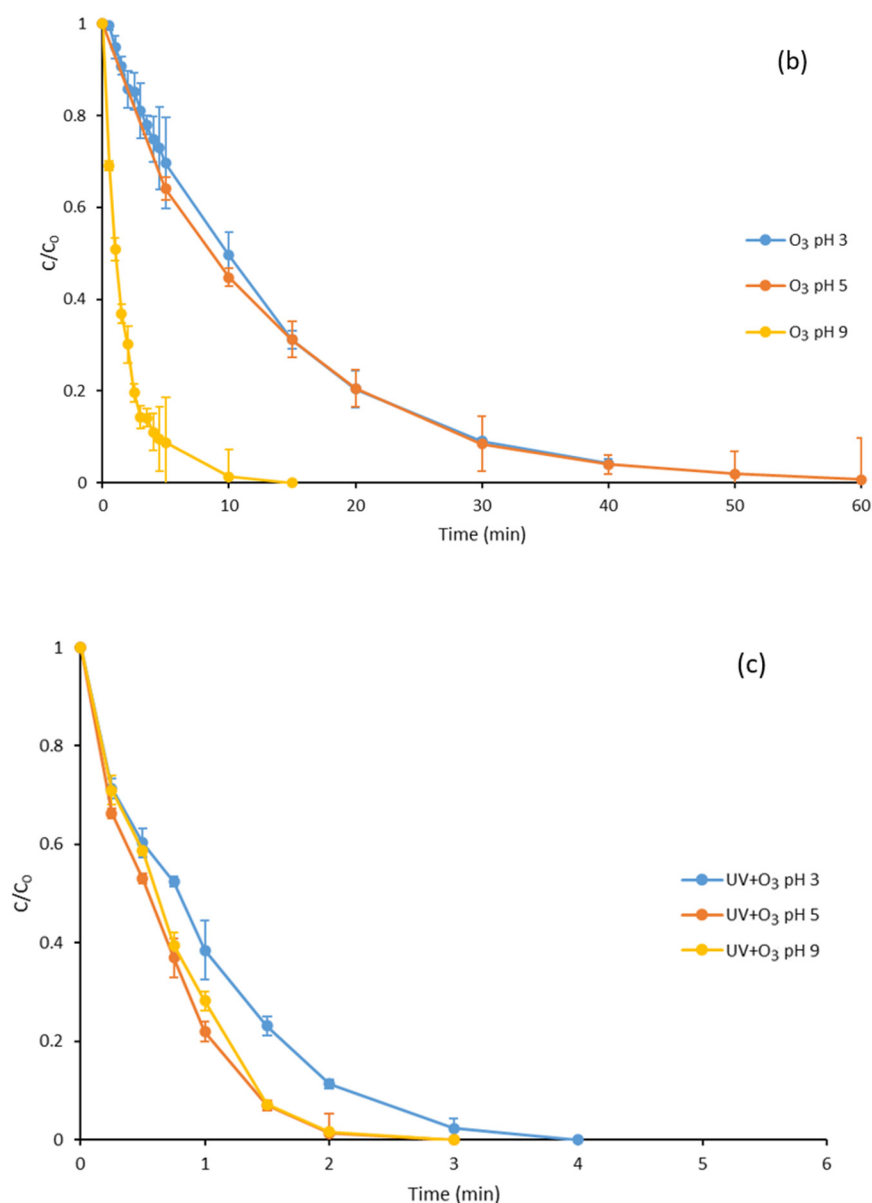 (b)
1
0.8
0.6
0.4
0.2
0
C/C₀
0 10 20 30 40 50 60
Time (min)
O₃ pH 3
O₃ pH 5
O₃ pH 9
(c)
1
0.8
0.6
0.4
0.2
0
C/C₀
0 1 2 3 4 5 6
Time (min)
UV+O₃ pH 3
UV+O₃ pH 5
UV+O₃ pH 9